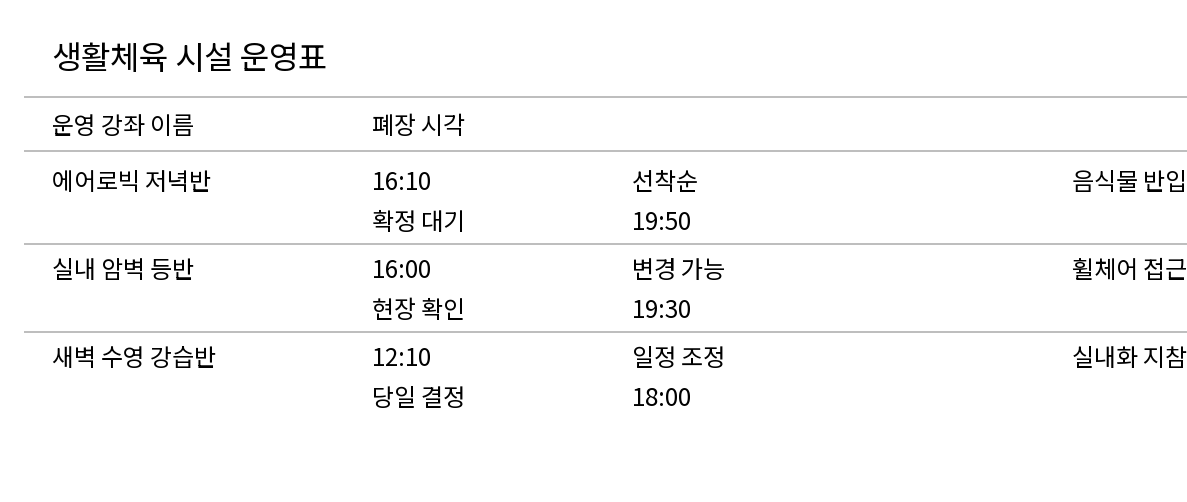 생활체육 시설 운영표
운영 강좌 이름 폐장 시각
에어로빅 저녁반 16:10 선착순 음식물 반입
확정 대기 19:50
실내 암벽 등반 16:00 변경 가능 휠체어 접근
현장 확인 19:30
새벽 수영 강습반 12:10 일정 조정 실내화 지참
당일 결정 18:00